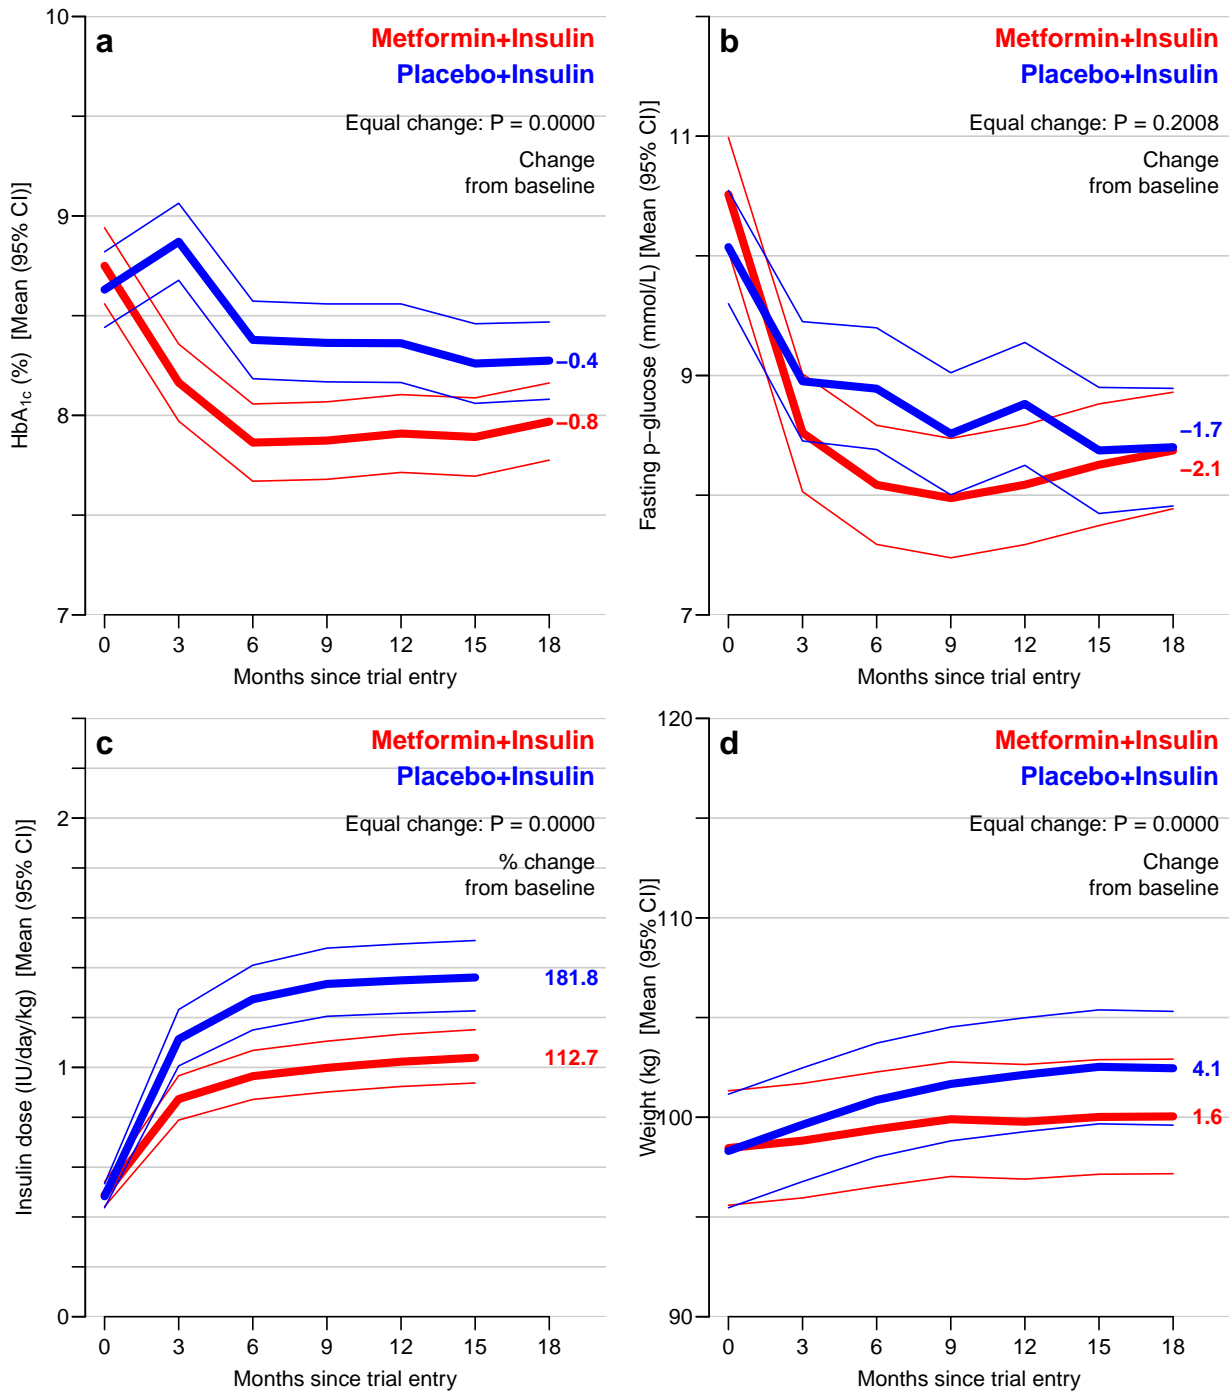 a
Metformin+Insulin
Placebo+Insulin
Equal change: P = 0.0000
Change
from baseline
HbA1c (%) [Mean (95% CI)]
10
9
8
7
−0.4
−0.8
0 3 6 9 12 15 18
Months since trial entry
b
Metformin+Insulin
Placebo+Insulin
Equal change: P = 0.2008
Change
from baseline
Fasting p−glucose (mmol/L) [Mean (95% CI)]
11
9
7
−1.7
−2.1
0 3 6 9 12 15 18
Months since trial entry
c
Metformin+Insulin
Placebo+Insulin
Equal change: P = 0.0000
% change
from baseline
Insulin dose (IU/day/kg) [Mean (95% CI)]
2
1
0
181.8
112.7
0 3 6 9 12 15 18
Months since trial entry
d
Metformin+Insulin
Placebo+Insulin
Equal change: P = 0.0000
Change
from baseline
Weight (kg) [Mean (95% CI)]
120
110
100
90
4.1
1.6
0 3 6 9 12 15 18
Months since trial entry